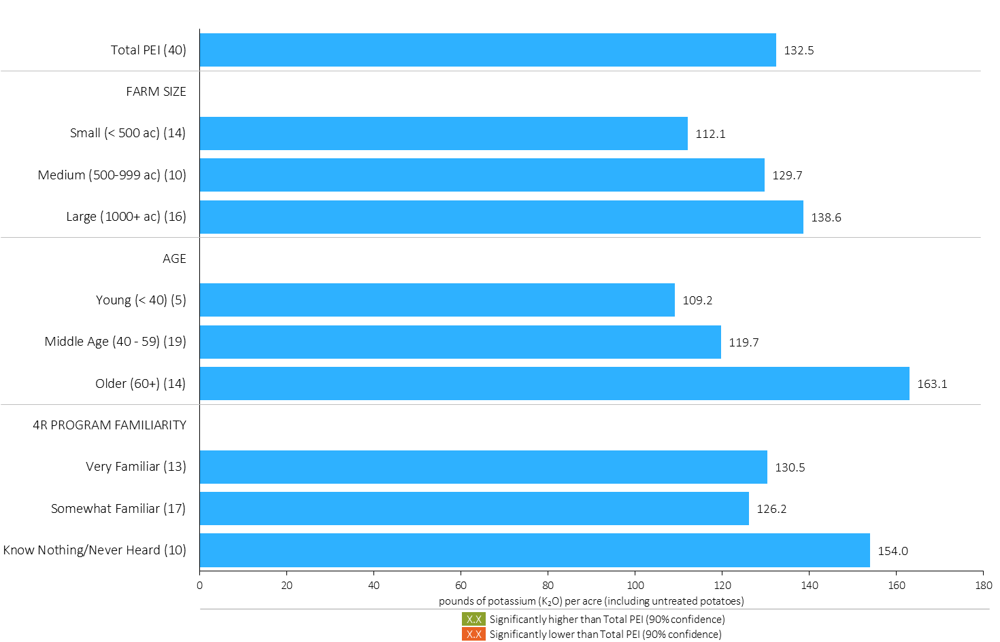 Total PEI (40) 132.5
FARM SIZE
Small (< 500 ac) (14) 112.1
Medium (500-999 ac) (10) 129.7
Large (1000+ ac) (16) 138.6
AGE
Young (< 40) (5) 109.2
Middle Age (40 - 59) (19) 119.7
Older (60+) (14) 163.1
4R PROGRAM FAMILIARITY
Very Familiar (13) 130.5
Somewhat Familiar (17) 126.2
Know Nothing/Never Heard (10) 154.0
0 20 40 60 80 100 120 140 160 180
pounds of potassium (K₂O) per acre (including untreated potatoes)
X.X Significantly higher than Total PEI (90% confidence)
X.X Significantly lower than Total PEI (90% confidence)